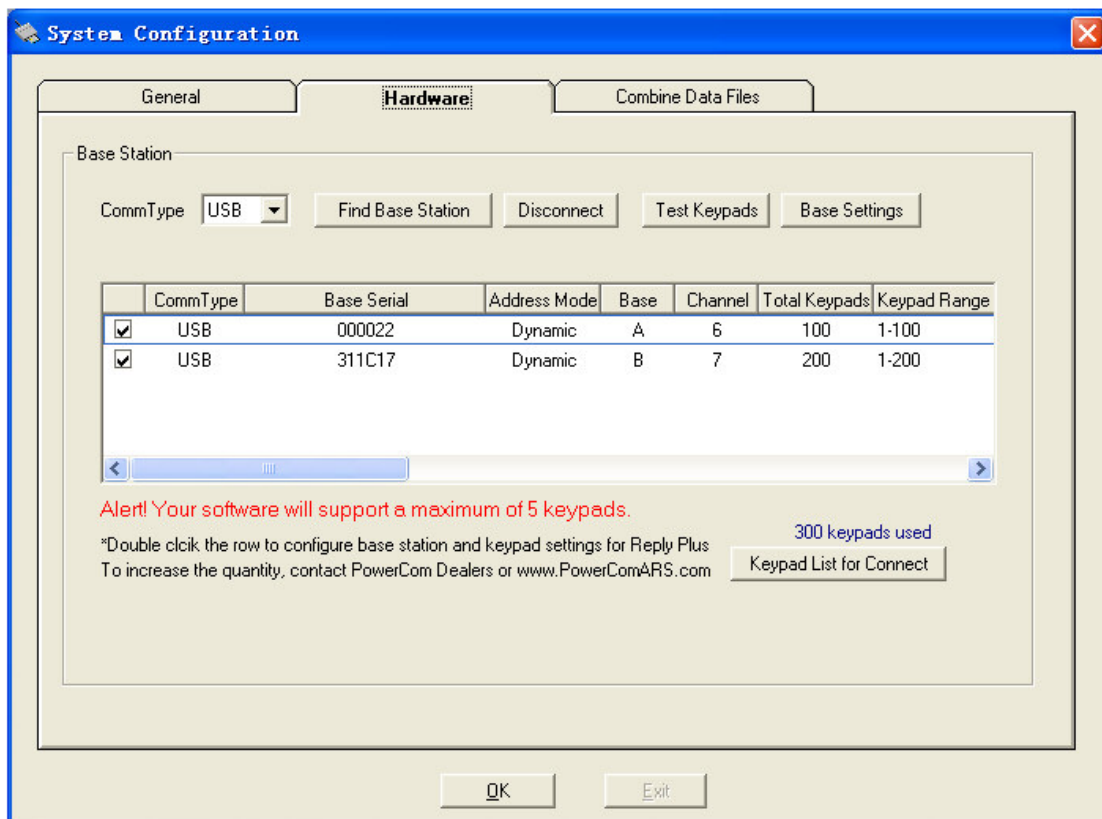 System Configuration
General Hardware Combine Data Files
Base Station
CommType USB Find Base Station Disconnect Test Keypads Base Settings
CommType Base Serial Address Mode Base Channel Total Keypads Keypad Range
USB 000022 Dynamic A 6 100 1-100
USB 311C17 Dynamic B 7 200 1-200
Alert! Your software will support a maximum of 5 keypads.
300 keypads used
*Double clcik the row to configure base station and keypad settings for Reply Plus
To increase the quantity, contact PowerCom Dealers or www.PowerComARS.com
Keypad List for Connect
OK Exit